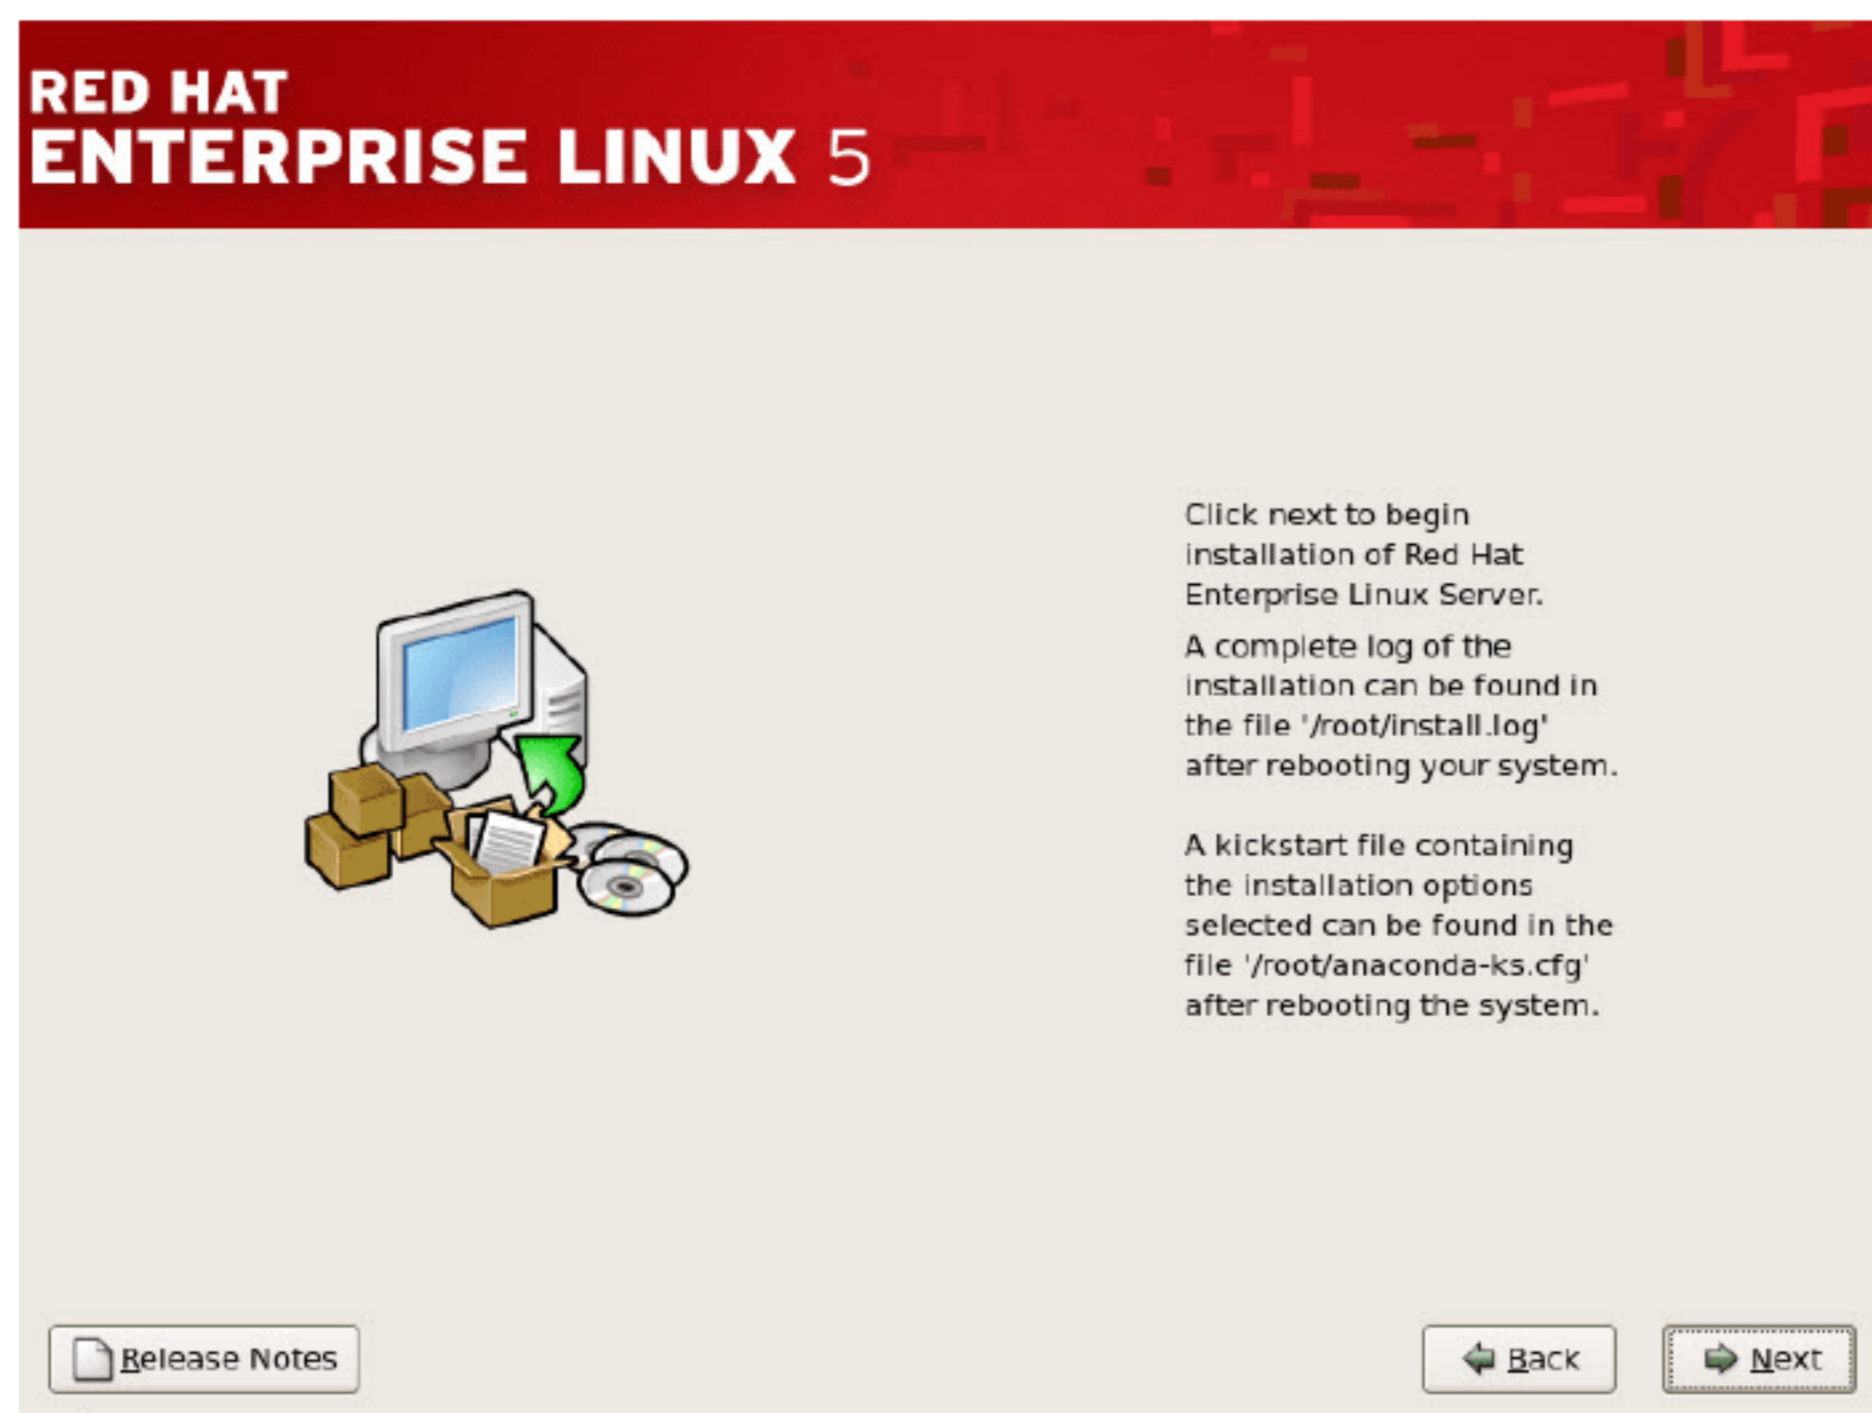 RED HAT
ENTERPRISE LINUX 5
Click next to begin
installation of Red Hat
Enterprise Linux Server.
A complete log of the
installation can be found in
the file '/root/install.log'
after rebooting your system.
A kickstart file containing
the installation options
selected can be found in the
file '/root/anaconda-ks.cfg'
after rebooting the system.
Release Notes
Back
Next